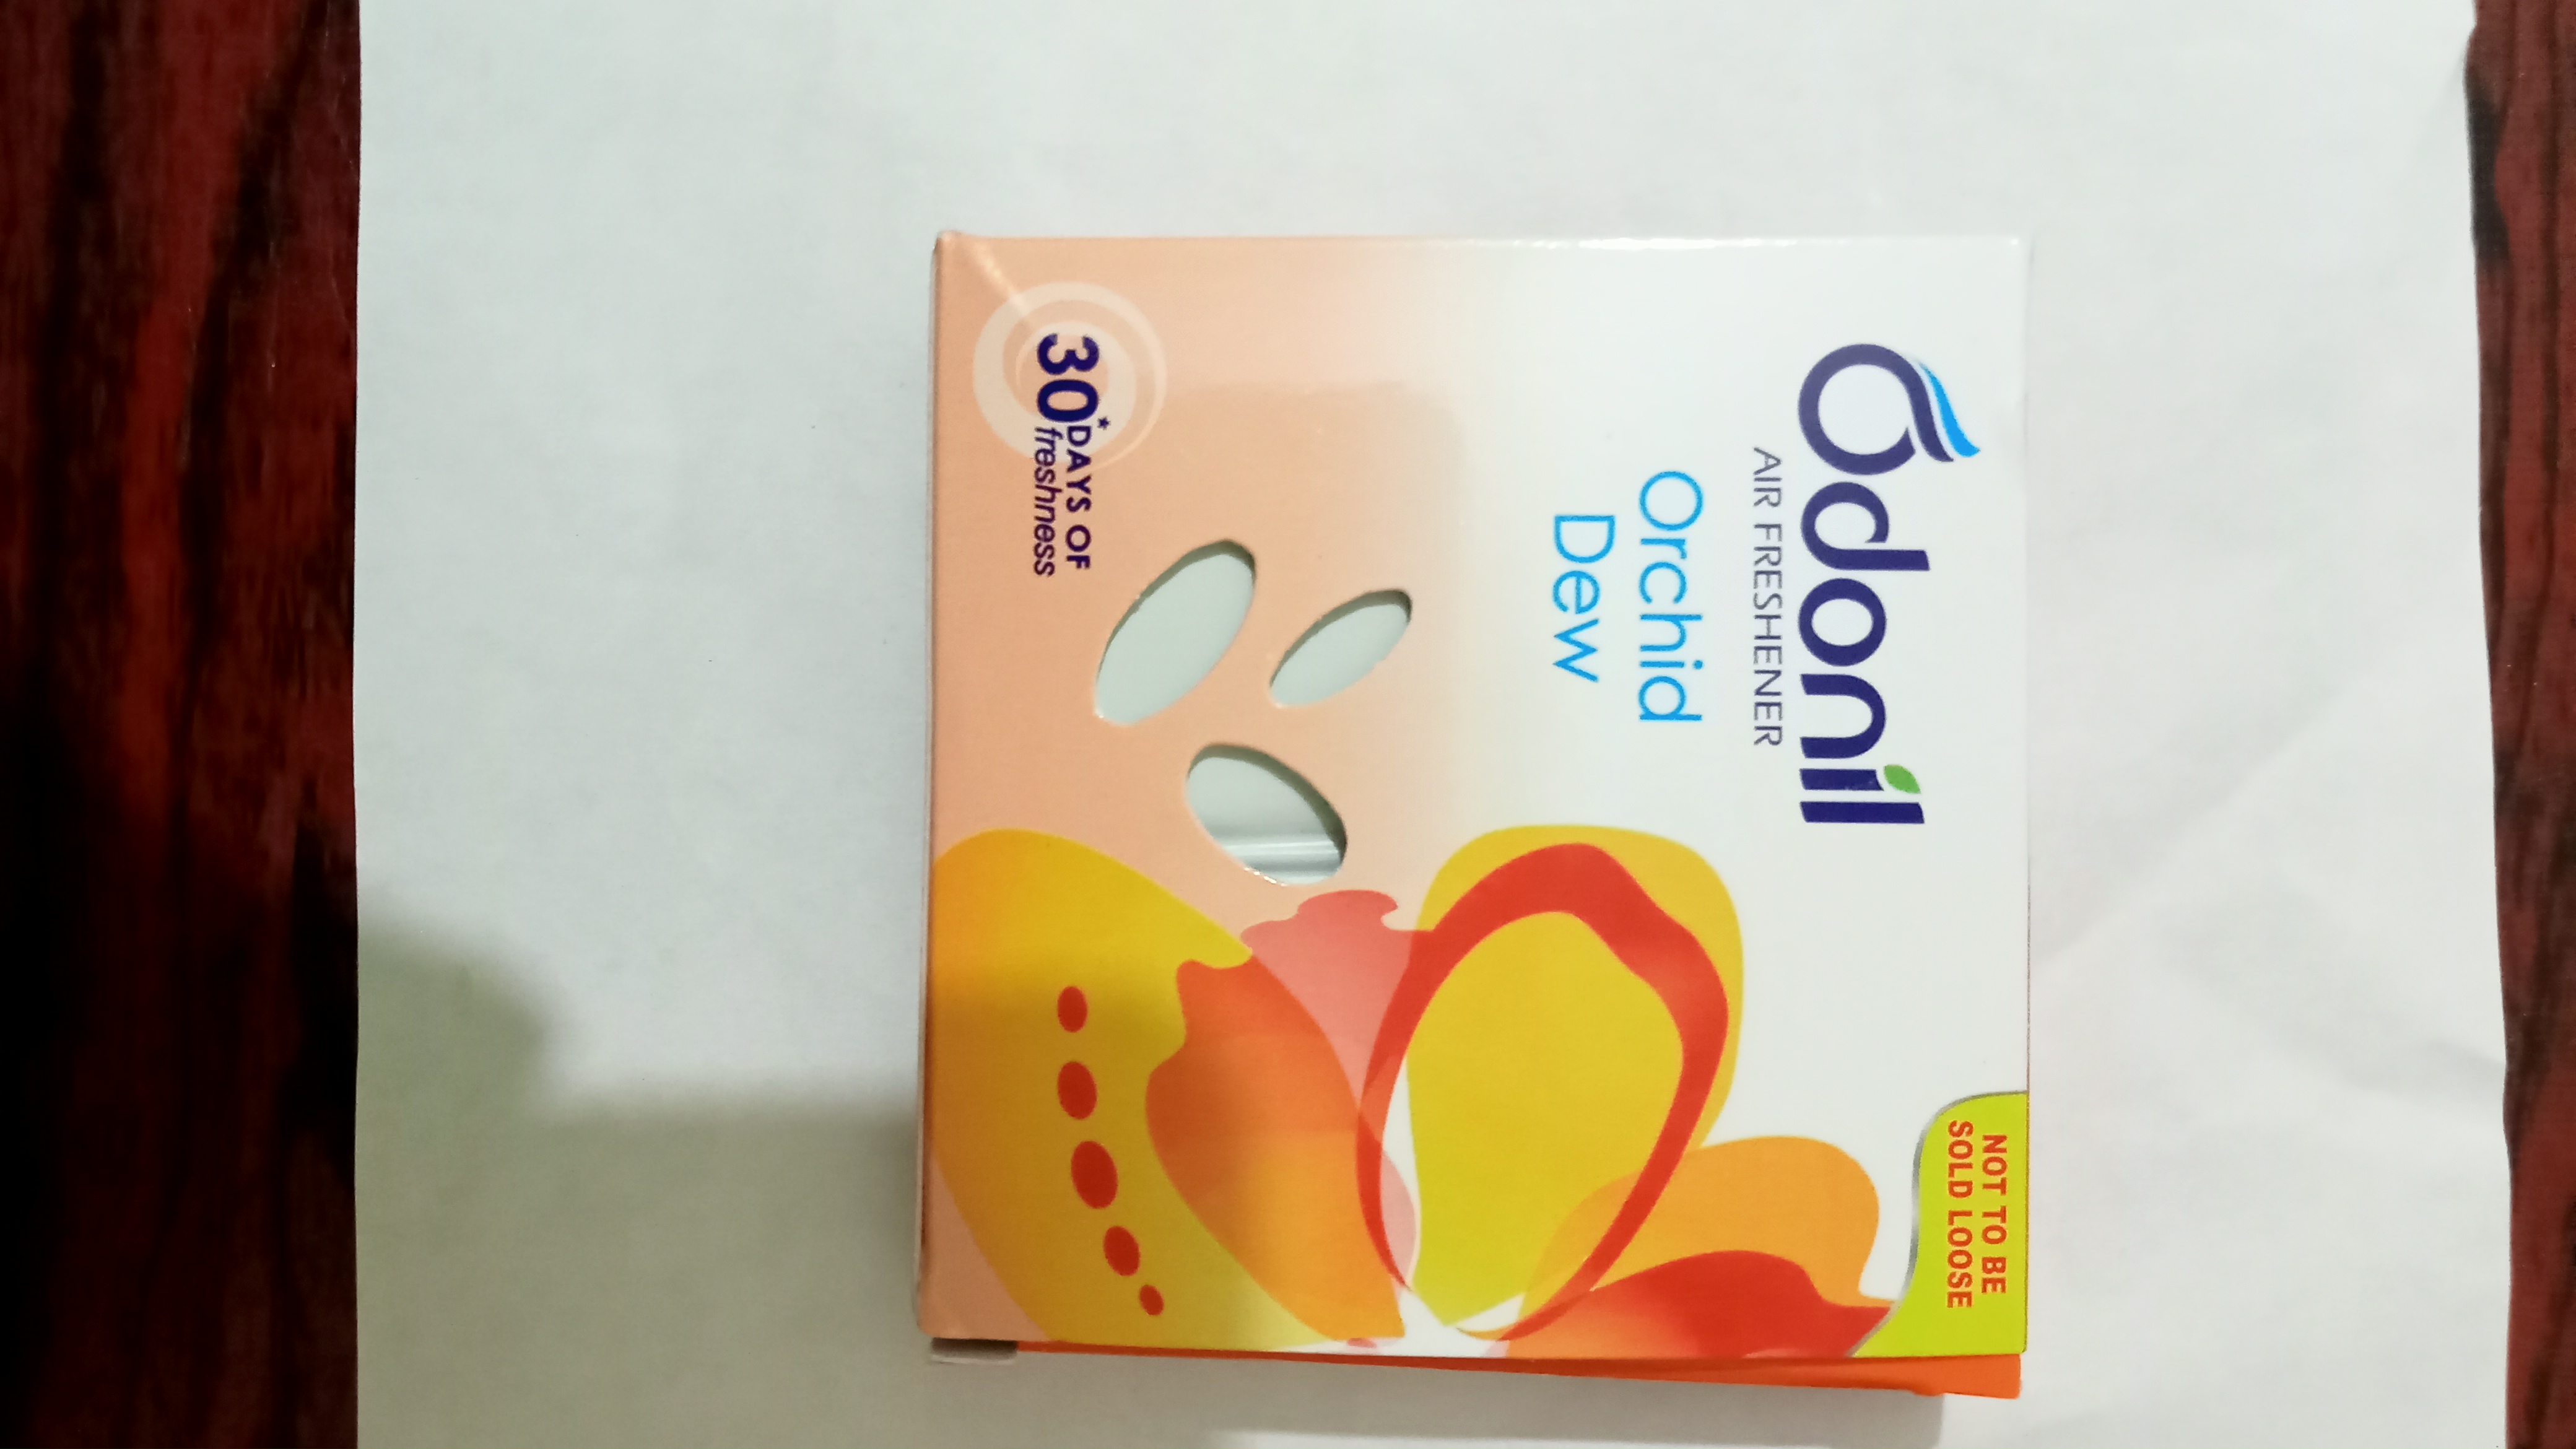 Odonil
AIR FRESHENER
Orchid
Dew
30*DAYS OF
freshness
NOT TO BE
SOLD LOOSE